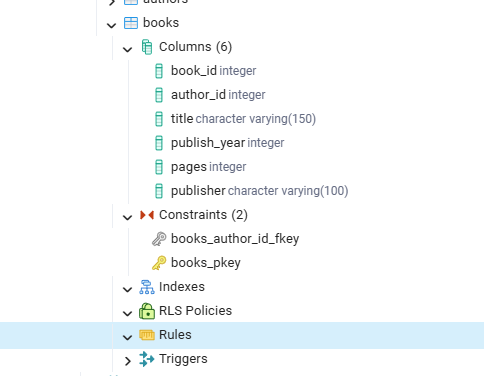 authors
books
Columns (6)
book_id integer
author_id integer
title character varying(150)
publish_year integer
pages integer
publisher character varying(100)
Constraints (2)
books_author_id_fkey
books_pkey
Indexes
RLS Policies
Rules
Triggers